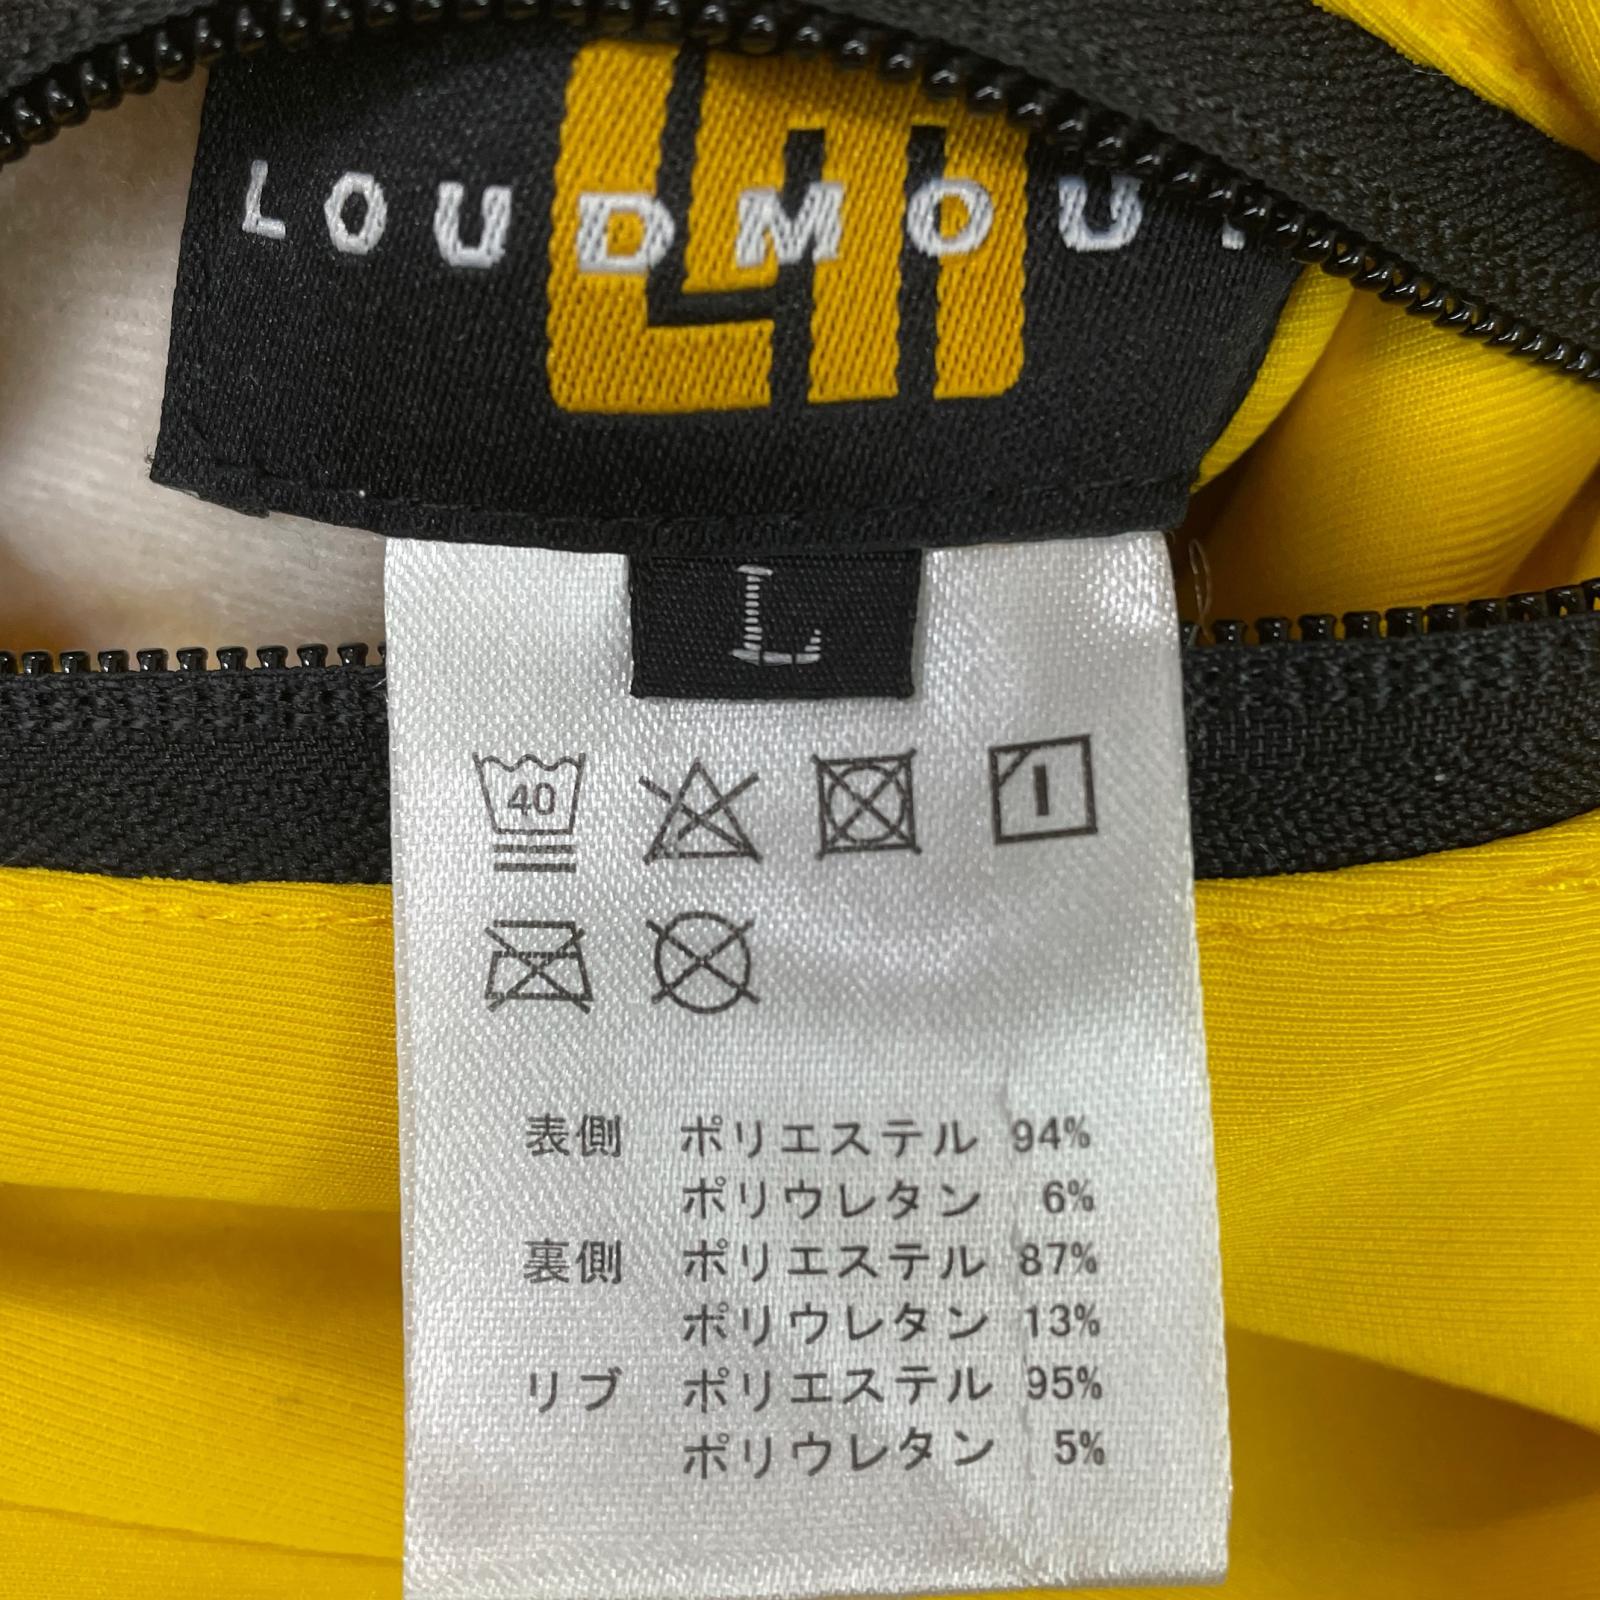 LOUDMOU
L
40
表側 ポリエステル 94%
ポリウレタン 6%
裏側 ポリエステル 87%
ポリウレタン 13%
リブ ポリエステル 95%
ポリウレタン 5%